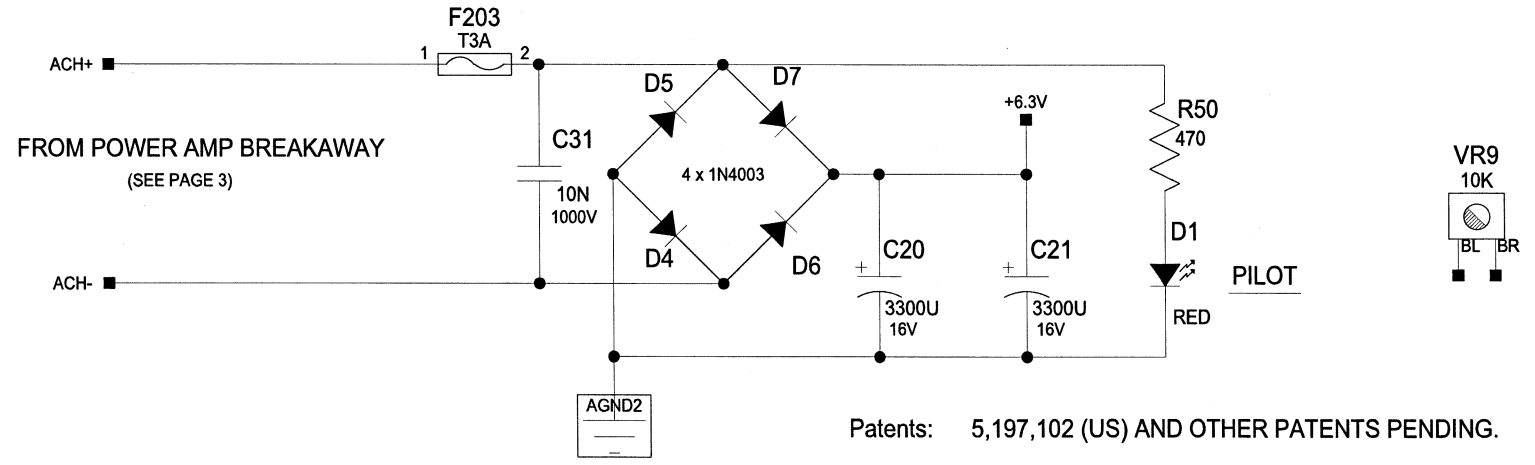 F203
T3A
1
2
ACH+
D5
D7
+6.3V
R50
470
FROM POWER AMP BREAKAWAY
(SEE PAGE 3)
C31
10N
1000V
4 x 1N4003
VR9
10K
BL
BR
D4
D6
C20
C21
D1
ACH-
+
+
PILOT
3300U
16V
3300U
16V
RED
AGND2
Patents: 5,197,102 (US) AND OTHER PATENTS PENDING.